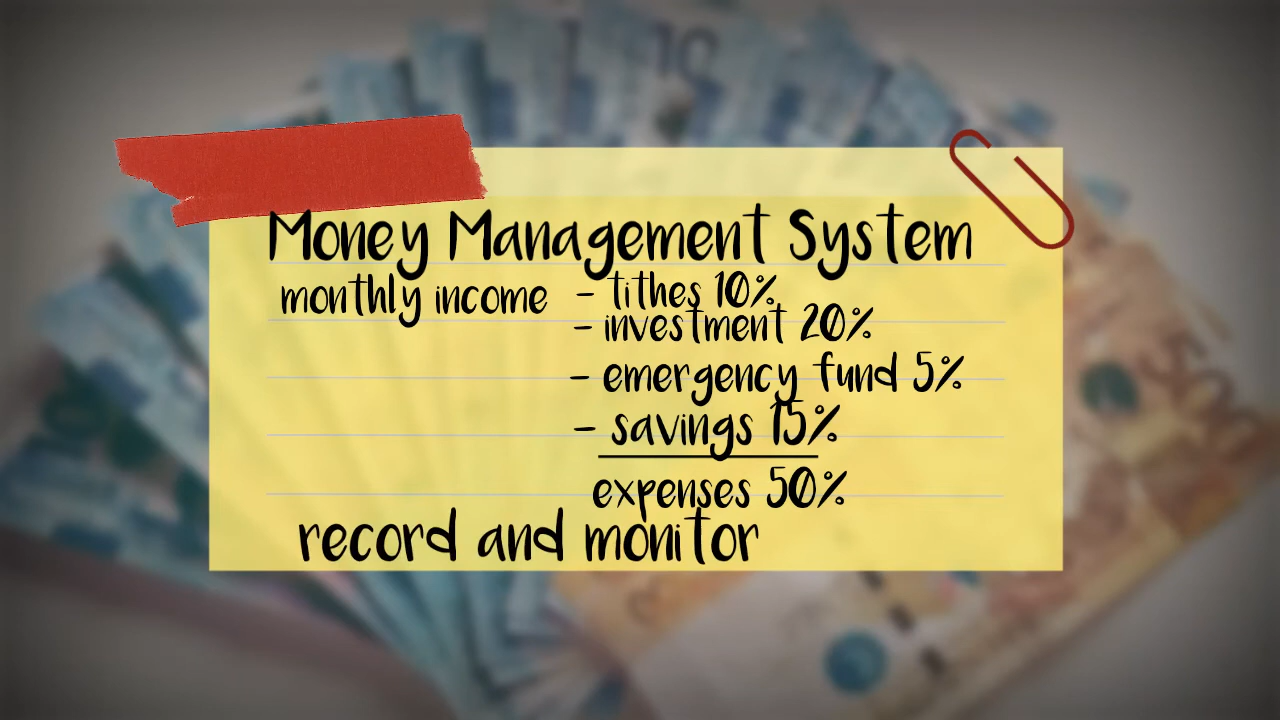 Money Management System
monthly income - tithes 10%
- investment 20%
- emergency fund 5%
- savings 15%
expenses 50%
record and monitor